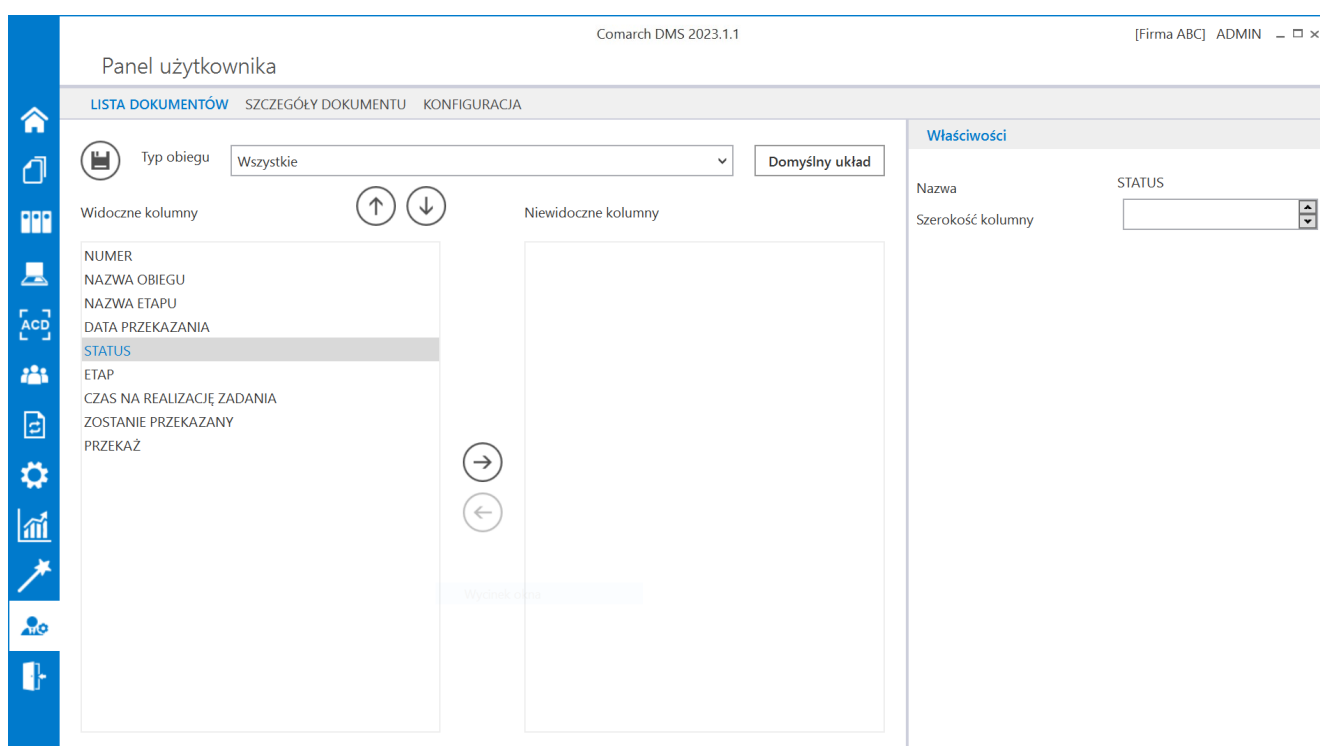 Comarch DMS 2023.1.1
[Firma ABC] ADMIN
Panel użytkownika
LISTA DOKUMENTÓW SZCZEGÓŁY DOKUMENTU KONFIGURACJA
Typ obiegu
Wszystkie
Domyślny układ
Widoczne kolumny
Niewidoczne kolumny
NUMER
NAZWA OBIEGU
NAZWA ETAPU
DATA PRZEKAZANIA
STATUS
ETAP
CZAS NA REALIZACJĘ ZADANIA
ZOSTANIE PRZEKAZANY
PRZEKAŻ
Właściwości
Nazwa STATUS
Szerokość kolumny
ACD